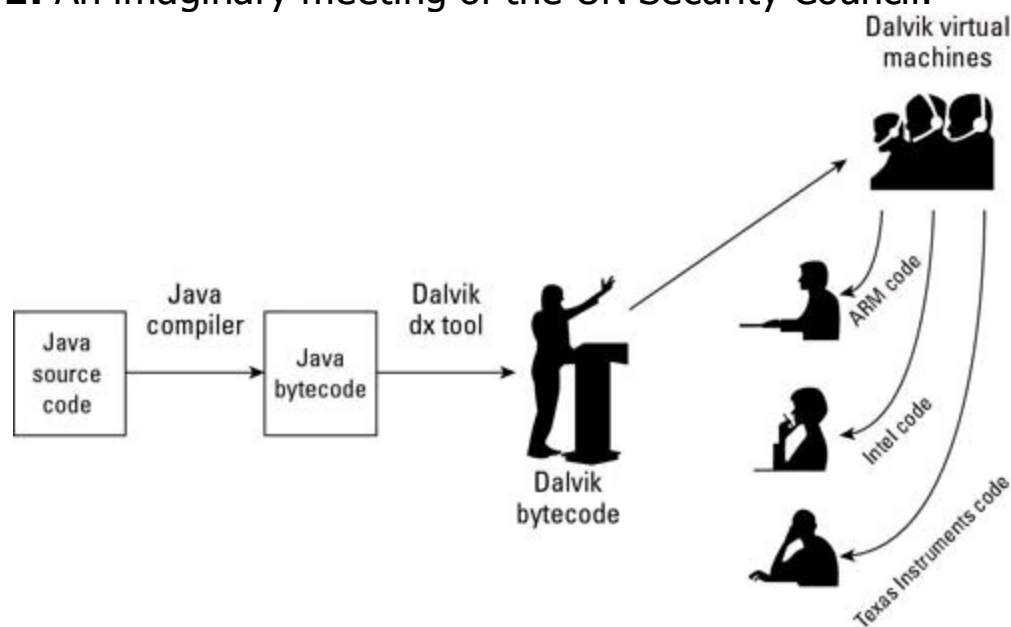 2. An imaginary meeting of the UN Security Council.
Dalvik virtual
machines
Java
compiler
Dalvik
dx tool
Java
source
code
Java
bytecode
Dalvik
bytecode
ARM code
Intel code
Texas Instruments code